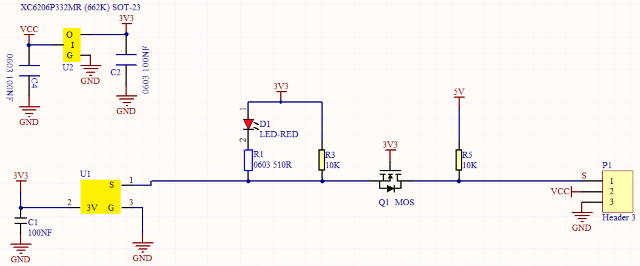 XC6206P332MR (662K) SOT-23
VCC
3V3
O
I
G
U2
0603 100NF
C4
C2
0603 100NF
GND
GND
GND
3V3
5V
1
D1
LED-RED
2
3V3
R1
0603 510R
R3
10K
R5
10K
Q1 MOS
P1
S
1
VCC
2
3
GND
Header 3
3V3
U1
S
1
2
3V
G
3
C1
100NF
GND
GND